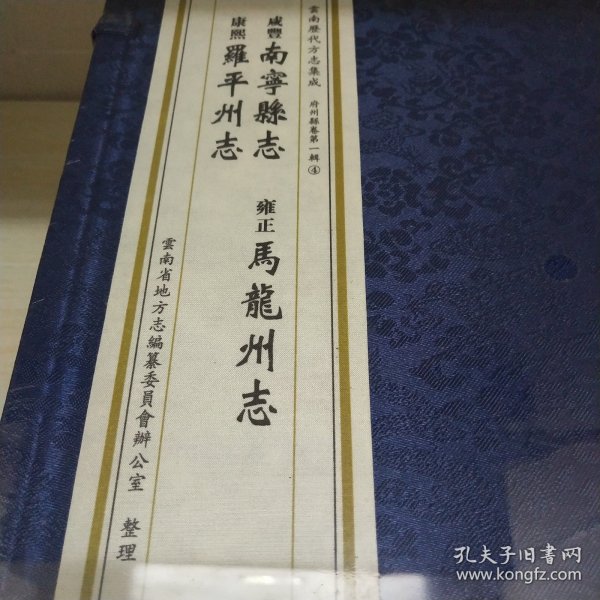 雲南歷代方志集成 府州縣卷第一輯④
咸豐 南寧縣志
康熙 羅平州志
雍正 馬龍州志
雲南省地方志編纂委員會辦公室 整理
孔夫子旧書网
www.kongfz.com